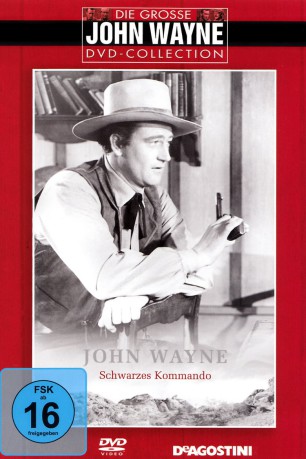 DIE GROSSE
JOHN WAYNE
DVD-COLLECTION
JOHN WAYNE
Schwarzes Kommando
FSK
ab
16
freigegeben
DVD
VIDEO
DEAGOSTINI